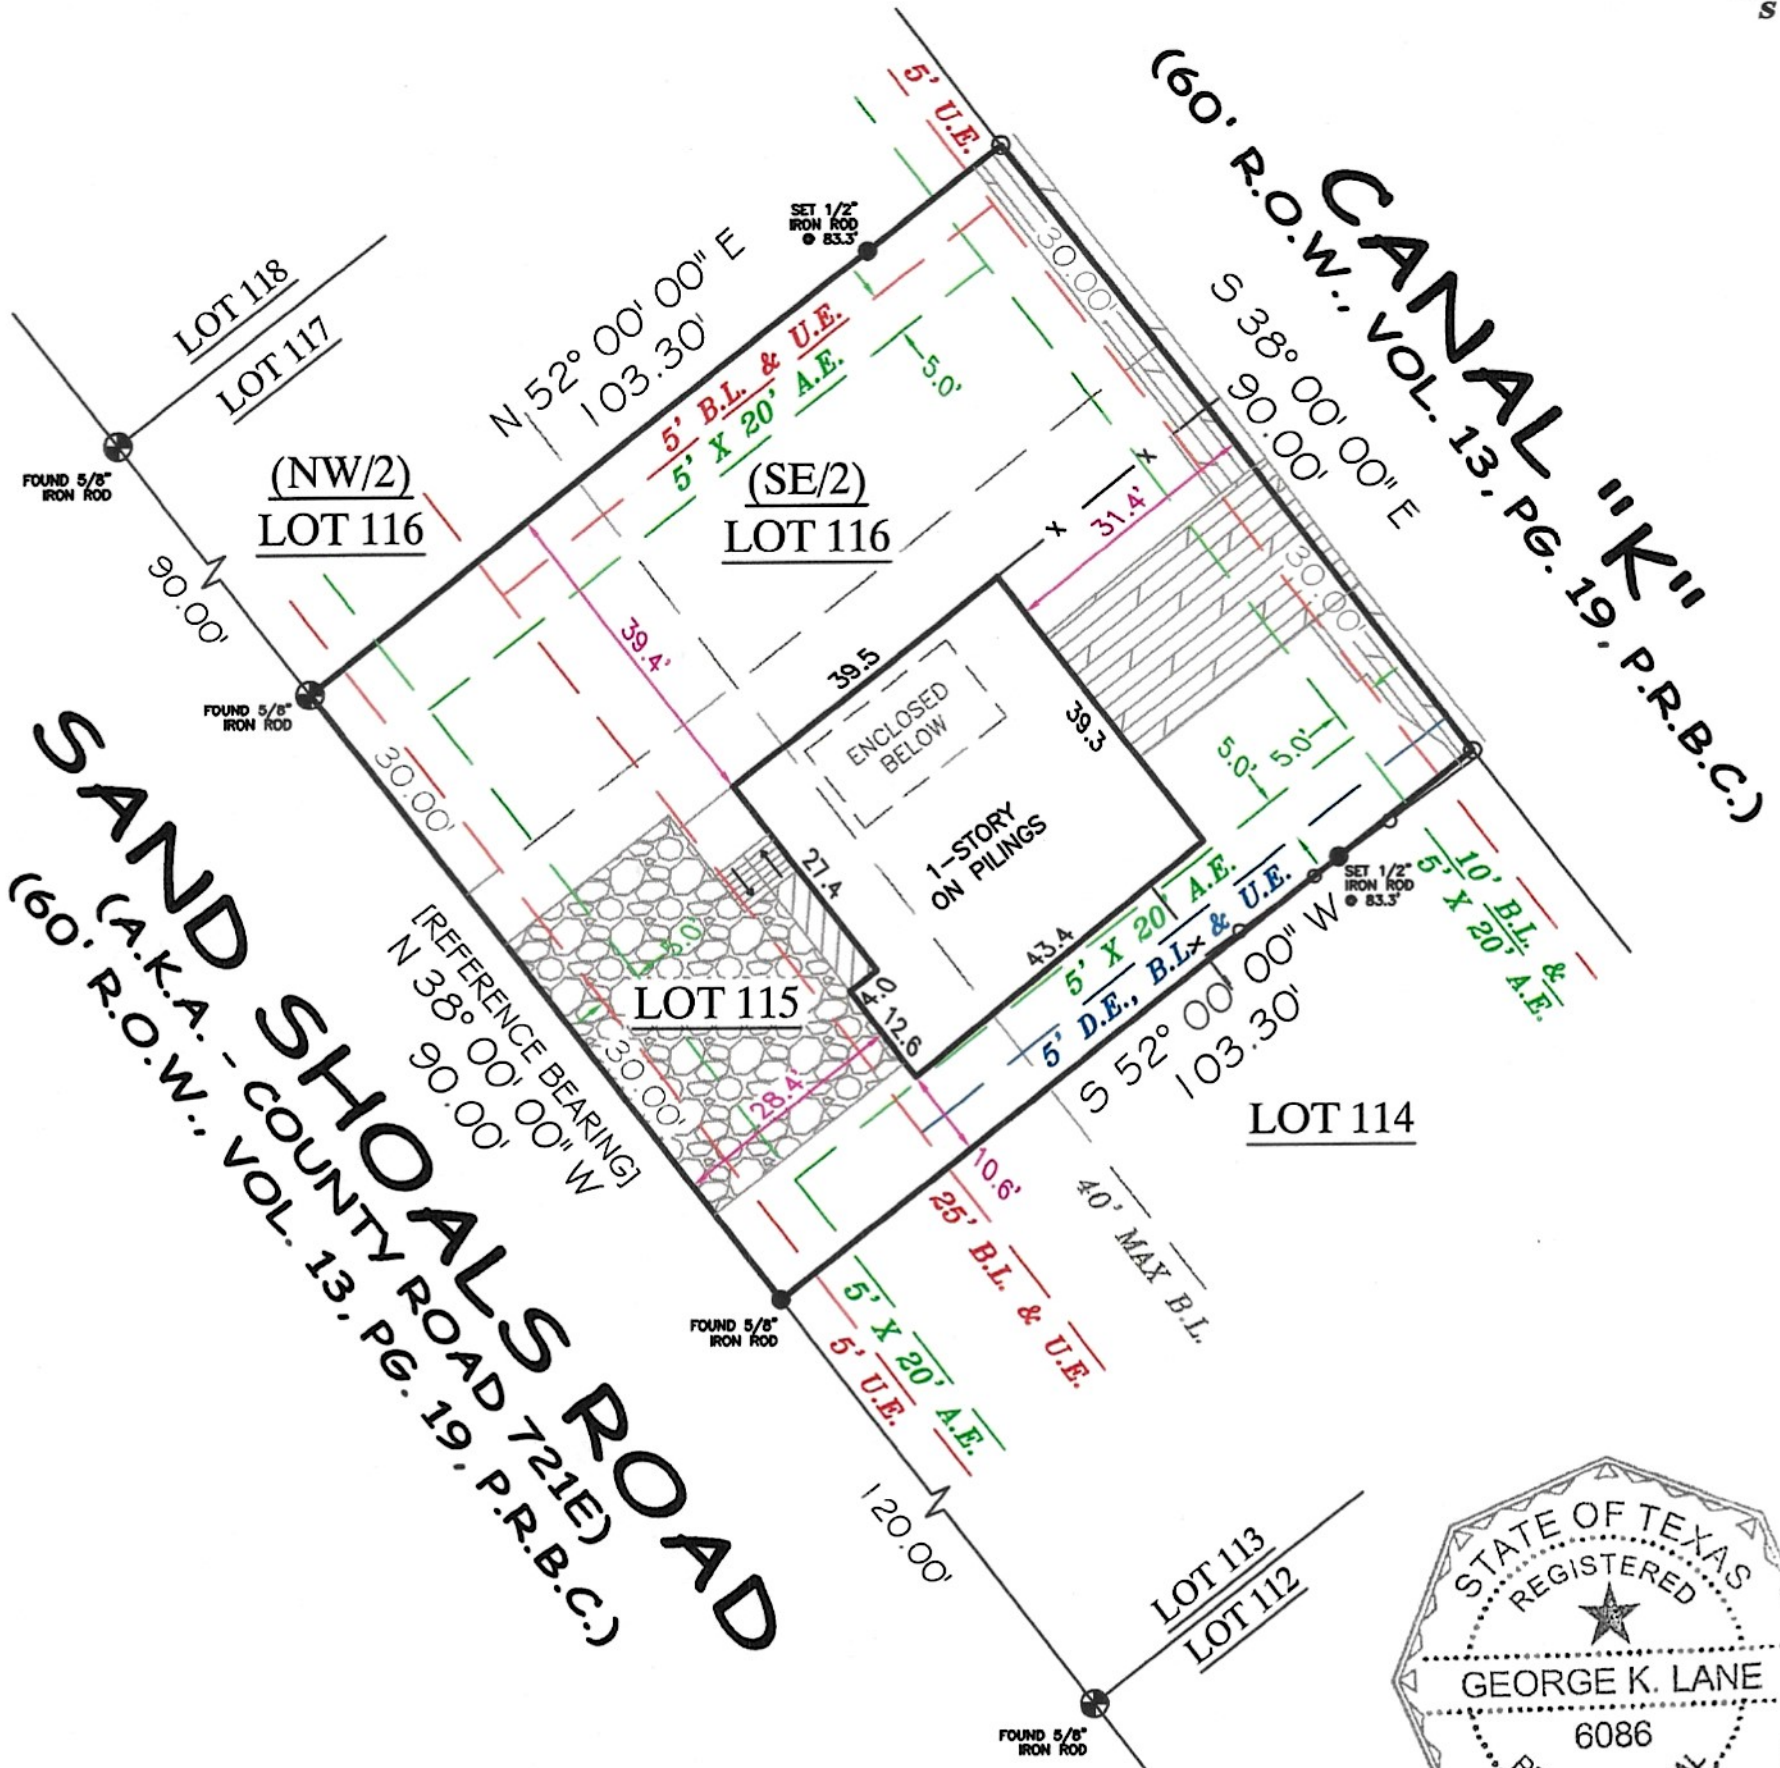 S
5' U.E.
CANAL "K"
(60' R.O.W., VOL. 13, PG. 19, P.R.B.C.)
SET 1/2"
IRON ROD
@ 83.3'
LOT 118
LOT 117
N 52° 00' 00" E
103.30'
30.00'
S 38° 00' 00" E
90.00'
5' B.L. & U.E.
5' X 20' A.E.
5.0'
FOUND 5/8"
IRON ROD
(NW/2)
LOT 116
(SE/2)
LOT 116
x
x
31.4'
30.00'
90.00'
39.4'
39.5
39.3
FOUND 5/8"
IRON ROD
30.00'
ENCLOSED
BELOW
1-STORY
ON PILINGS
5.0'
5.0'
27.4
4.0
12.6
43.4
5' X 20' A.E.
5' D.E., B.L. & U.E.
x
SET 1/2"
IRON ROD
@ 83.3'
10' B.L. &
5' X 20' A.E.
SAND SHOALS ROAD
(A.K.A. - COUNTY ROAD 721E)
(60' R.O.W., VOL. 13, PG. 19, P.R.B.C.)
[REFERENCE BEARING]
N 38° 00' 00" W
90.00'
5.0'
LOT 115
30.00'
28.4'
S 52° 00' 00" W
103.30'
LOT 114
10.6'
25' B.L. & U.E.
40' MAX B.L.
FOUND 5/8"
IRON ROD
5' X 20' A.E.
5' U.E.
120.00'
LOT 113
LOT 112
FOUND 5/8"
IRON ROD
STATE OF TEXAS
REGISTERED
GEORGE K. LANE
6086